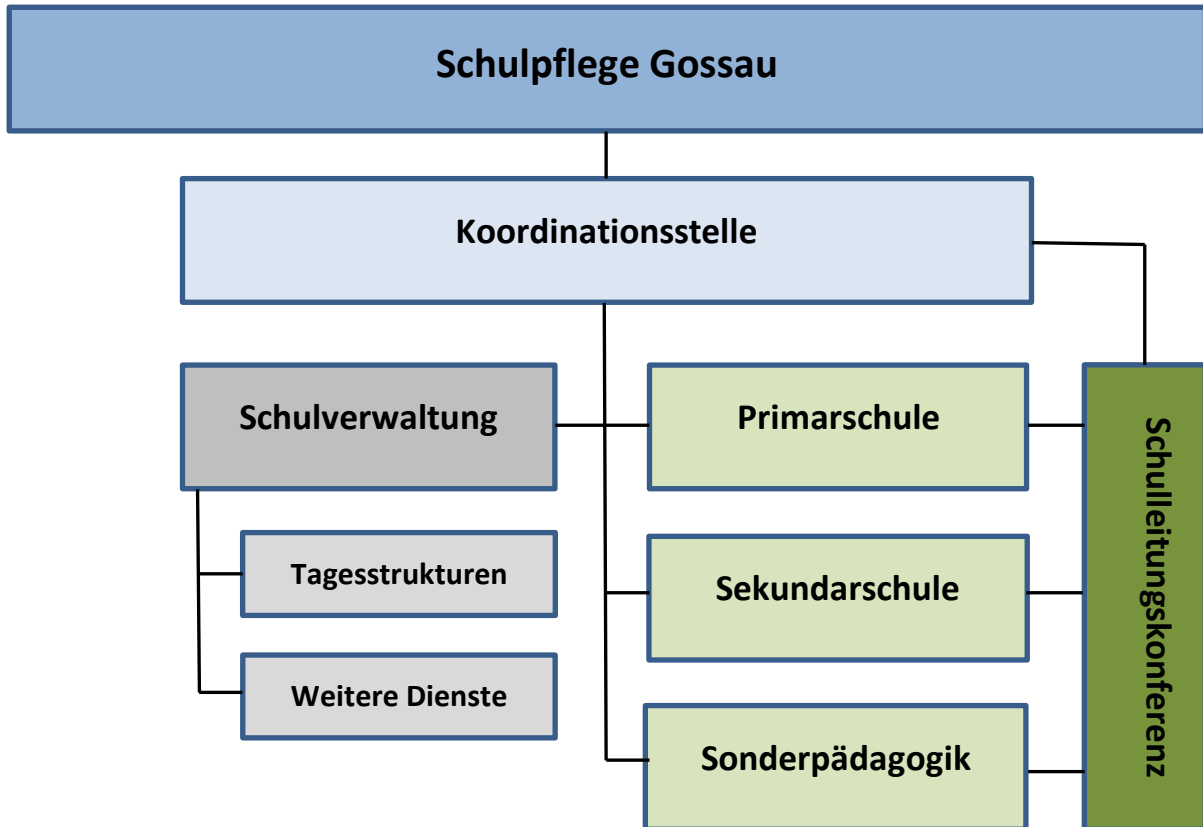 Schulpflege Gossau
Koordinationsstelle
Schulverwaltung
Primarschule
Tagesstrukturen
Sekundarschule
Weitere Dienste
Sonderpädagogik
Schulleitungskonferenz